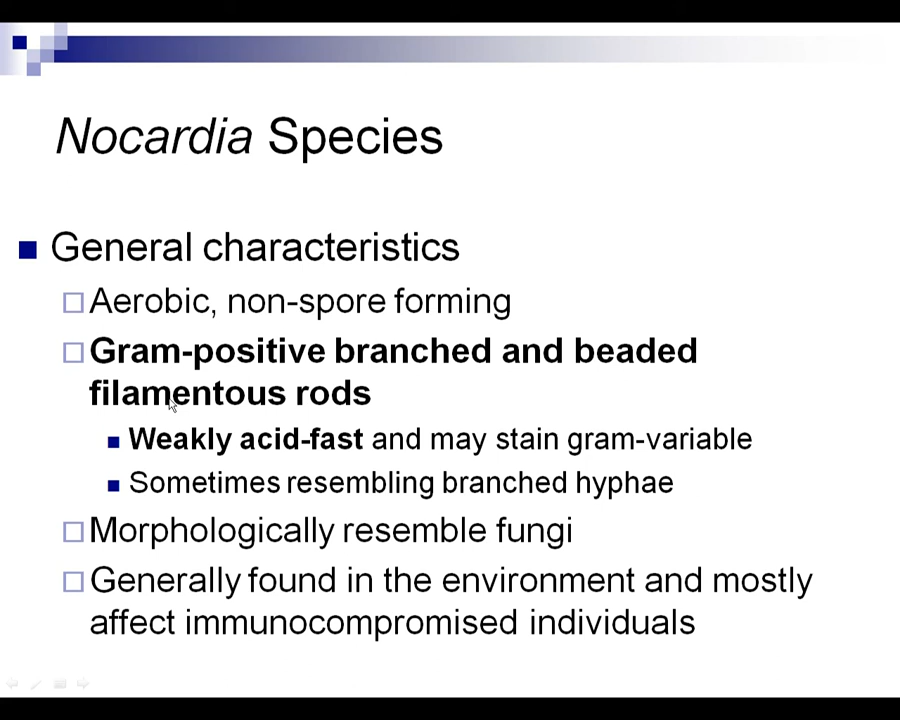 Nocardia Species
General characteristics
Aerobic, non-spore forming
Gram-positive branched and beaded
filamentous rods
Weakly acid-fast and may stain gram-variable
Sometimes resembling branched hyphae
Morphologically resemble fungi
Generally found in the environment and mostly
affect immunocompromised individuals